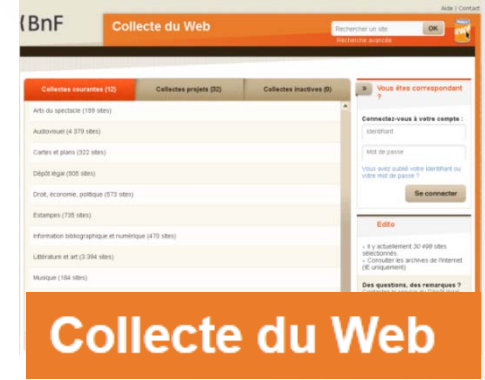 Aide | Contact
{BnF
Collecte du Web
Rechercher un site
OK
Recherche avancée
Collectes courantes (12)
Collectes projets (32)
Collectes inactives (0)
Arts du spectacle (159 sites)
Audiovisuel (4 379 sites)
Cartes et plans (322 sites)
Dépôt légal (505 sites)
Droit, économie, politique (573 sites)
Estampes (735 sites)
Information bibliographique et numérique (470 sites)
Littérature et art (3 394 sites)
Musique (184 sites)
» Vous êtes correspondant
?
Connectez-vous à votre compte :
Identifiant
Mot de passe
Vous avez oublié votre identifiant ou
votre mot de passe ?
Se connecter
Edito
- Il y actuellement 30 498 sites
sélectionnés.
- Consulter les archives de l'internet
(IE uniquement)
Des questions, des remarques ?
Collecte du Web